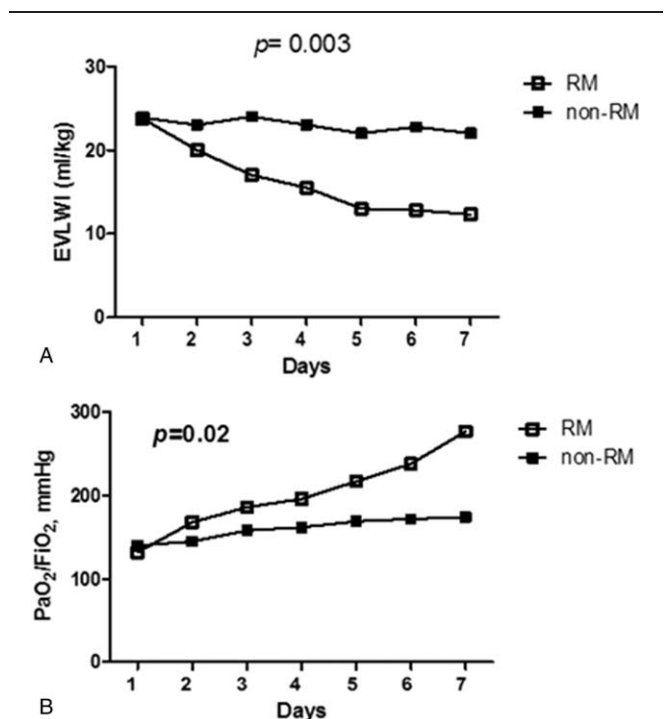 p= 0.003
30
20
10
0
EVLWI (ml/kg)
1 2 3 4 5 6 7
Days
RM
non-RM
A
p=0.02
300
200
100
0
PaO₂/FiO₂, mmHg
1 2 3 4 5 6 7
Days
RM
non-RM
B